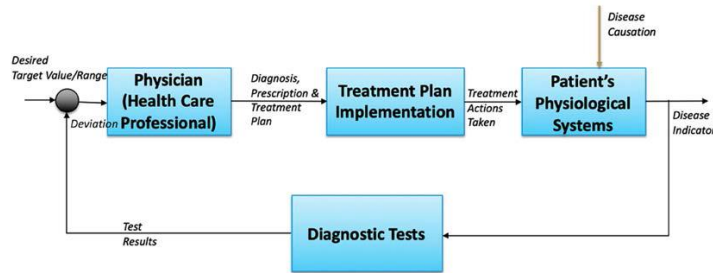 Disease
Causation
Desired
Target Value/Range
Physician
(Health Care
Professional)
Diagnosis,
Prescription &
Treatment
Plan
Treatment Plan
Implementation
Treatment
Actions
Taken
Patient's
Physiological
Systems
Deviation
Disease
Indicator
Test
Results
Diagnostic Tests